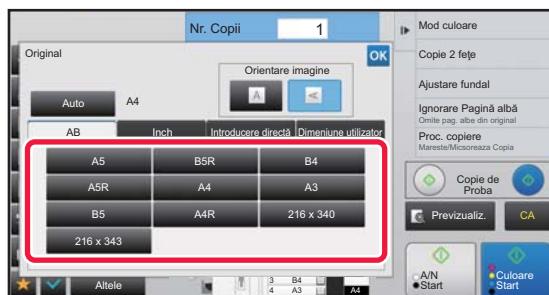 Nr. Copii 1
Original
OK
Orientare imagine
A A
Auto A4
AB Inch Introducere directă Dimeniune utilizator
A5 B5R B4
A5R A4 A3
B5 A4R 216 x 340
216 x 343
Altele
3 B4
4 A3
A4
Mod culoare
Copie 2 feţe
Ajustare fundal
Ignorare Pagină albă
Omite pag. albe din original
Proc. copiere
Mareste/Micsoreaza Copia
Copie de
Proba
Previzualiz. CA
A/N
Start
Culoare
Start